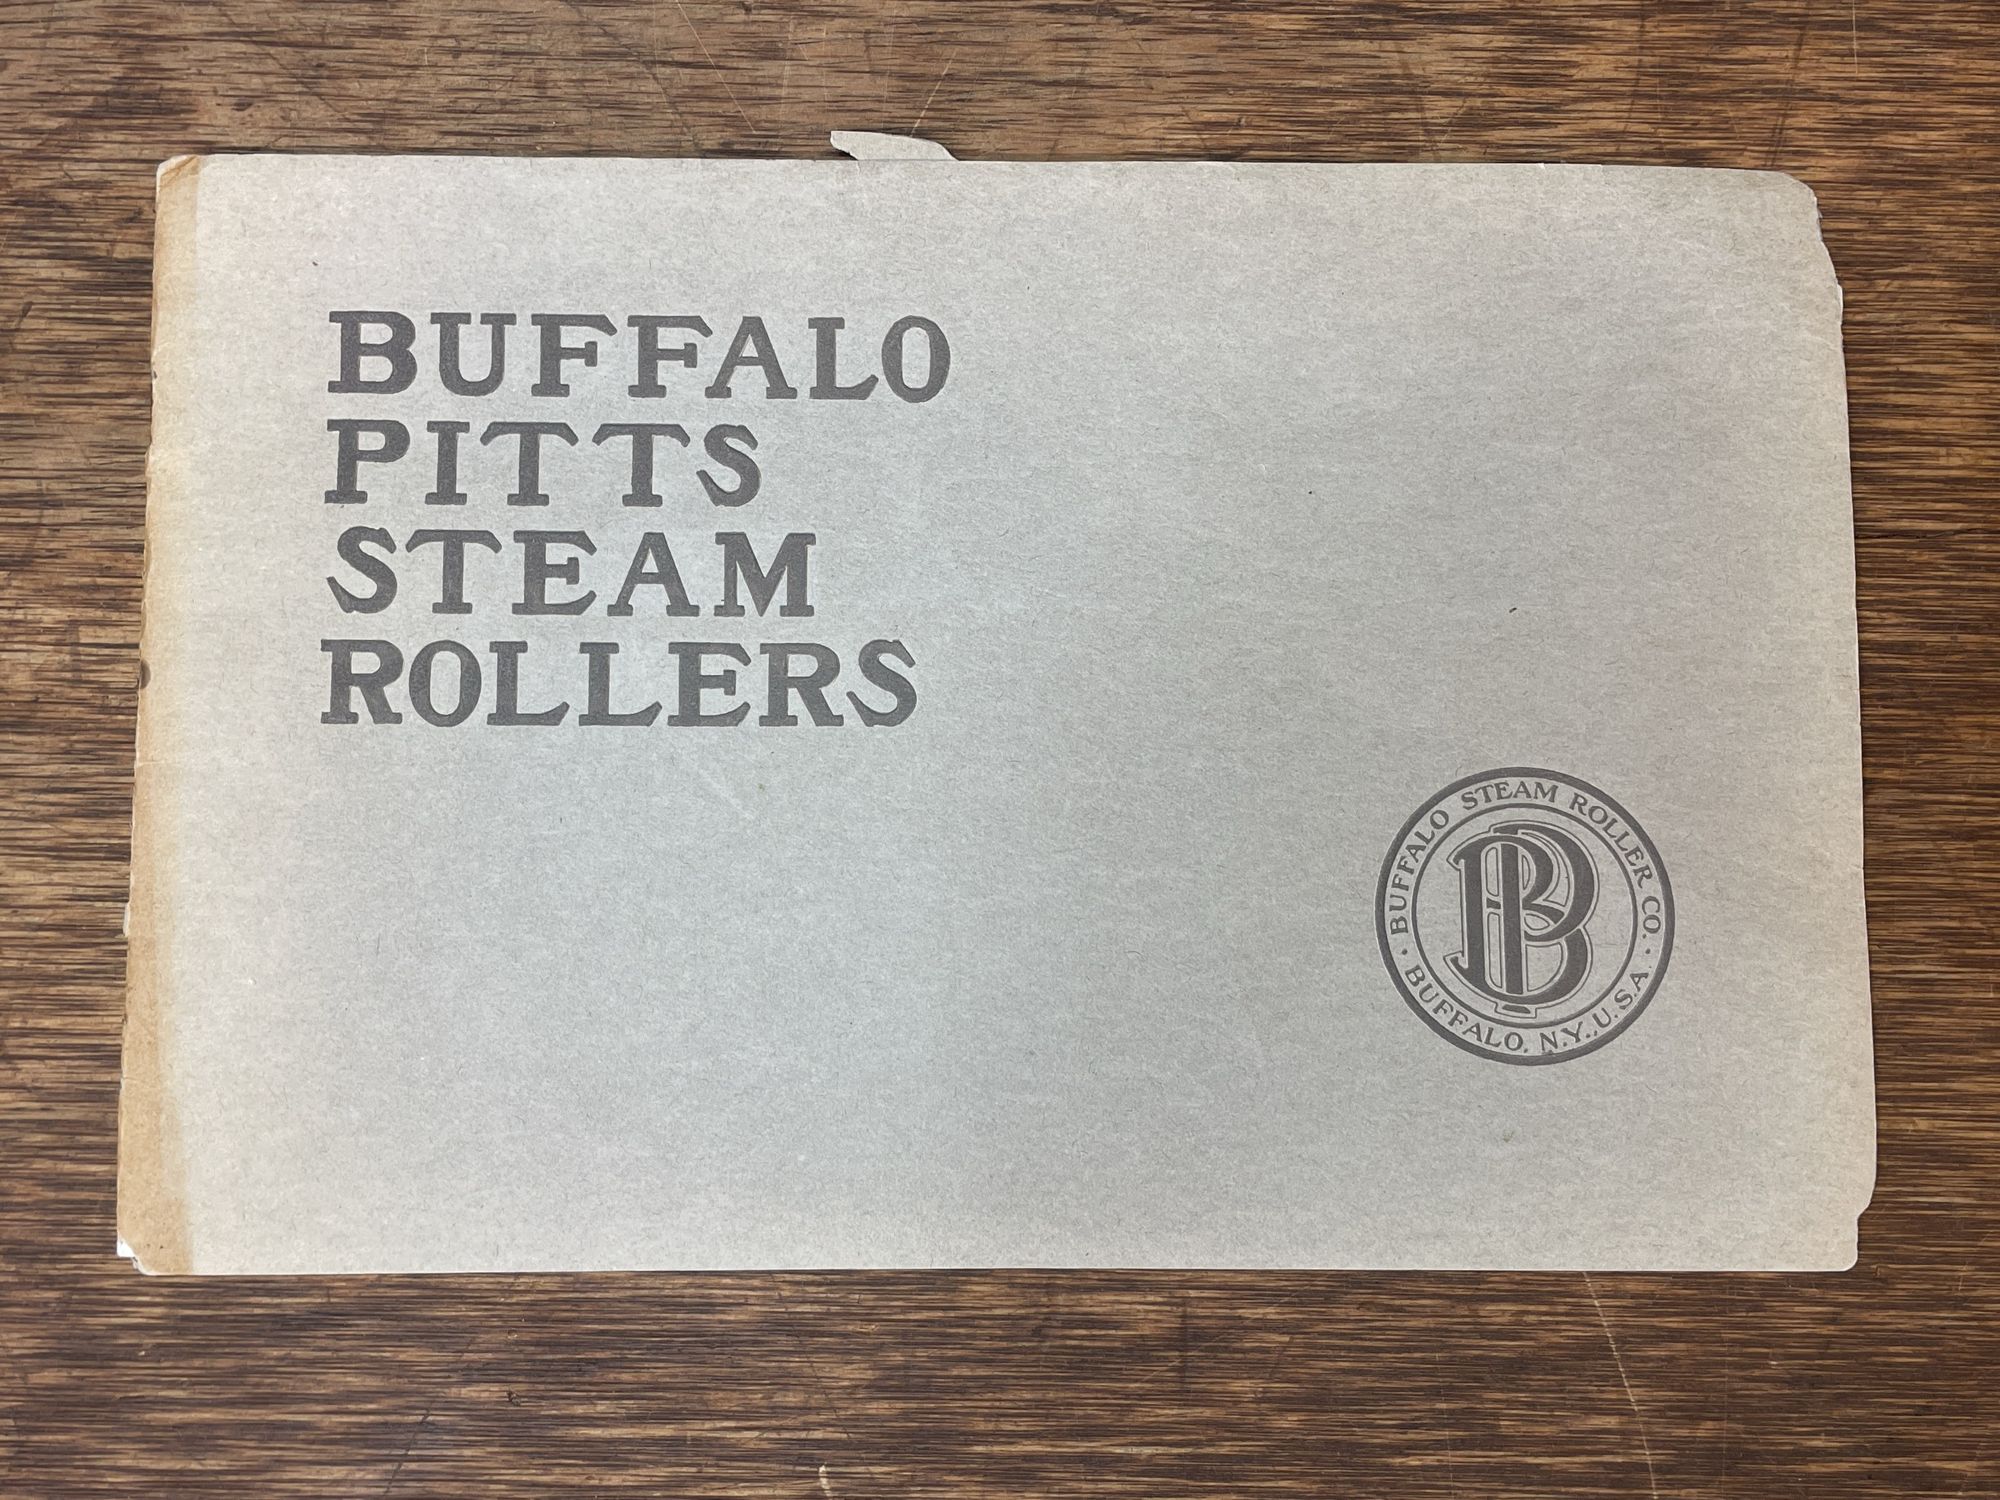 BUFFALO
PITTS
STEAM
ROLLERS
BUFFALO STEAM ROLLER CO.
BP
BUFFALO, N.Y., U.S.A.